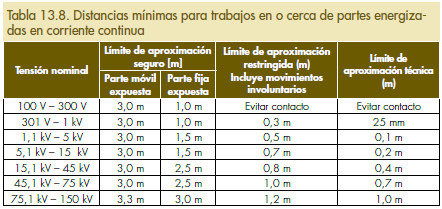 Tabla 13.8. Distancias mínimas para trabajos en o cerca de partes energiza-
das en corriente continua
Tensión nominal | Límite de aproximación seguro [m] | Límite de aproximación restringida (m) Incluye movimientos involuntarios | Límite de aproximación técnica (m)
Parte móvil expuesta | Parte fija expuesta
100 V – 300 V | 3,0 m | 1,0 m | Evitar contacto | Evitar contacto
301 V – 1 kV | 3,0 m | 1,0 m | 0,3 m | 25 mm
1,1 kV – 5 kV | 3,0 m | 1,5 m | 0,5 m | 0,1 m
5,1 kV – 15 kV | 3,0 m | 1,5 m | 0,7 m | 0,2 m
15,1 kV – 45 kV | 3,0 m | 2,5 m | 0,8 m | 0,4 m
45,1 kV – 75 kV | 3,0 m | 2,5 m | 1,0 m | 0,7 m
75,1 kV – 150 kV | 3,3 m | 3,0 m | 1,2 m | 1,0 m